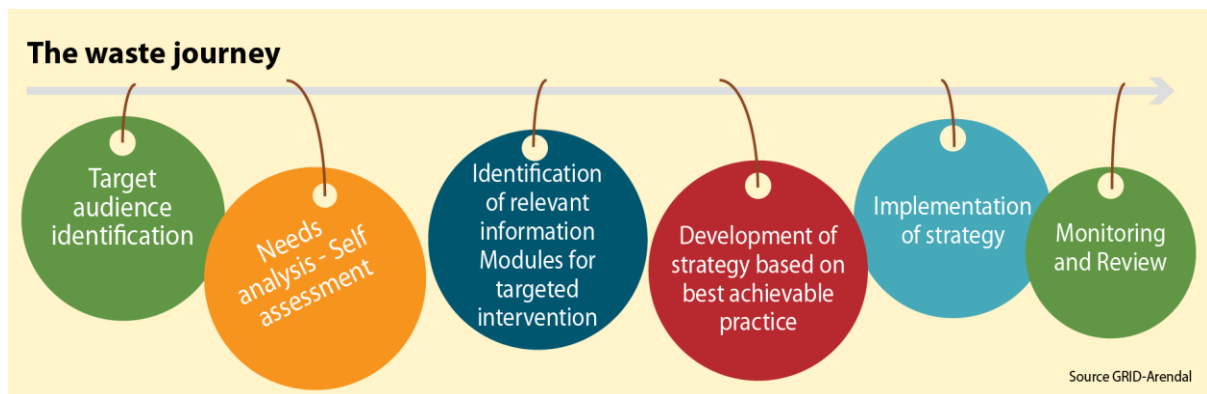 The waste journey
Target
audience
identification
Needs
analysis - Self
assessment
Identification
of relevant
information
Modules for
targeted
intervention
Development of
strategy based on
best achievable
practice
Implementation
of strategy
Monitoring
and Review
Source GRID-Arendal